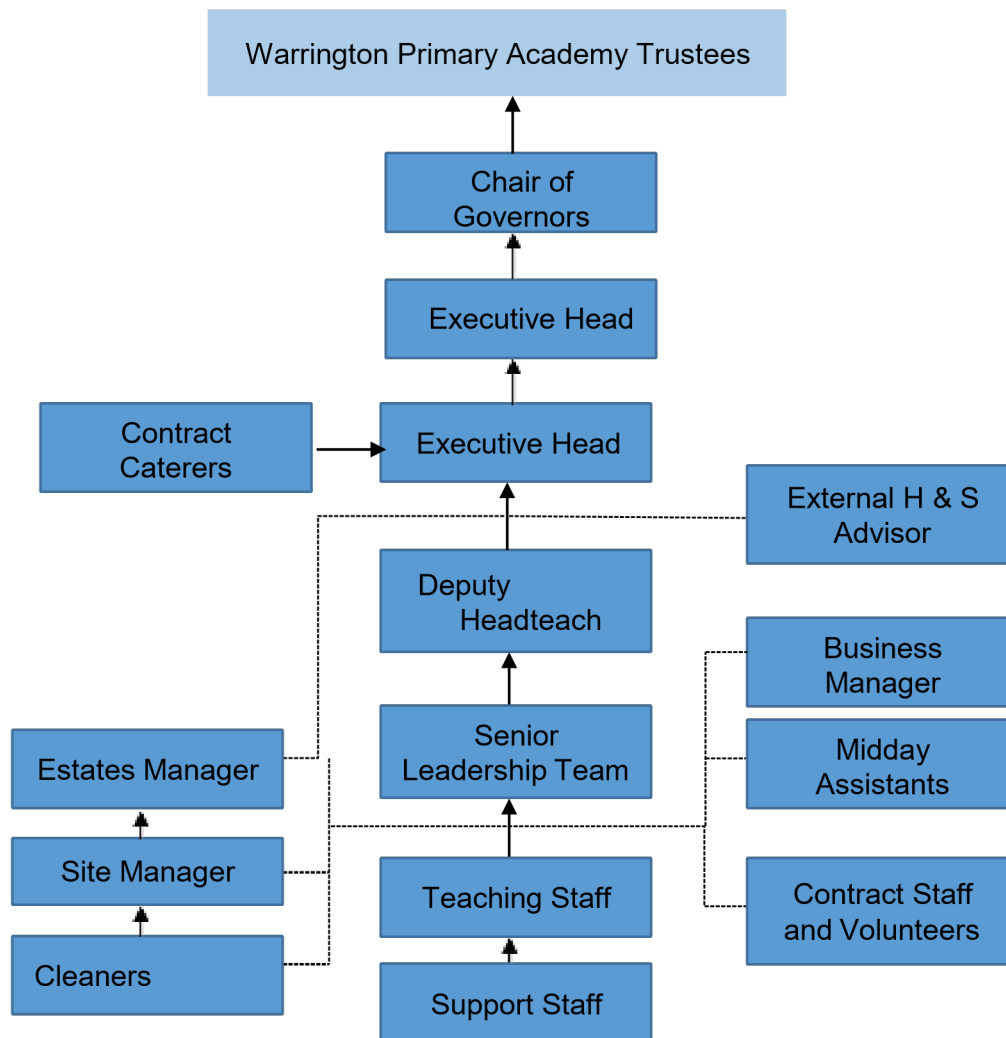 Warrington Primary Academy Trustees
Chair of
Governors
Executive Head
Contract
Caterers
Executive Head
External H & S
Advisor
Deputy
Headteach
Business
Manager
Senior
Leadership Team
Estates Manager
Midday
Assistants
Site Manager
Teaching Staff
Contract Staff
and Volunteers
Cleaners
Support Staff